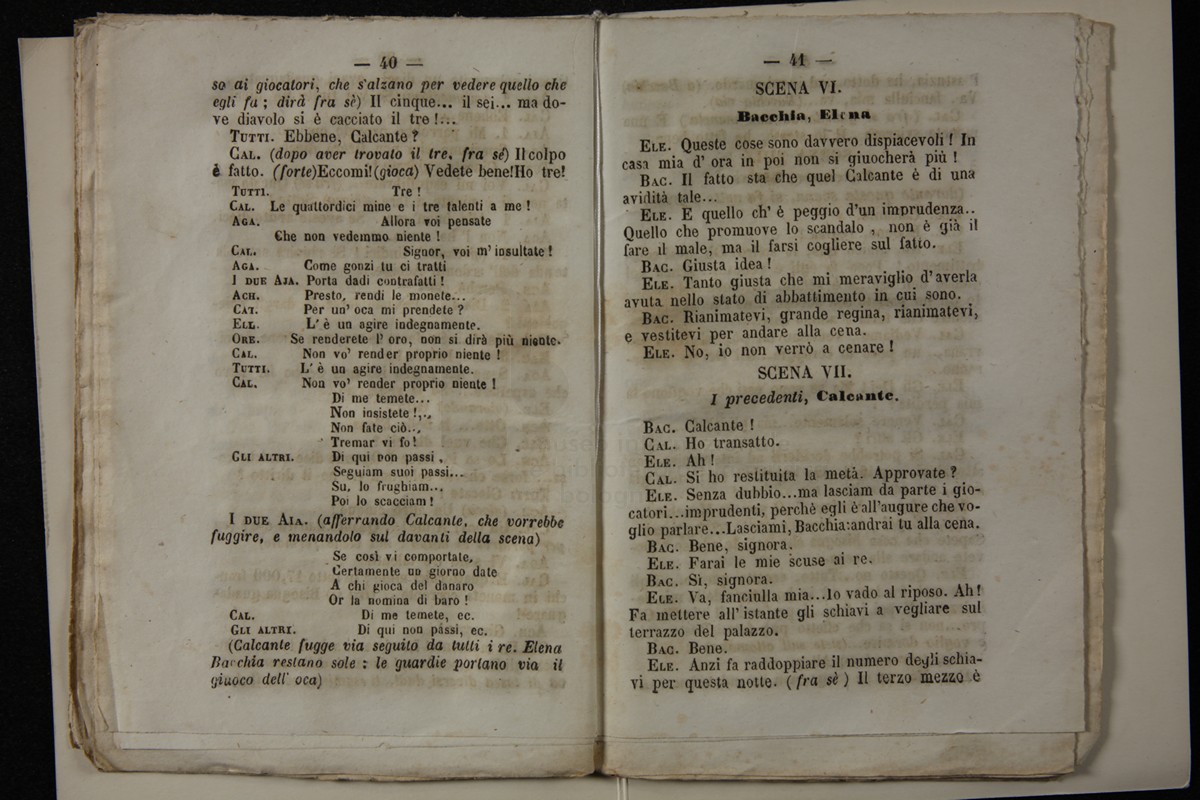 — 40 —
so ai giocatori, che s'alzano per vedere quello che
egli fa ; dirà fra sè) Il cinque... il sei... ma do-
ve diavolo si è cacciato il tre !...
TUTTI. Ebbene, Calcante ?
CAL. (dopo aver trovato il tre, fra sé) Il colpo
è fatto. (forte)Eccomi!(gioca) Vedete bene!Ho tre!
TUTTI. Tre !
CAL. Le quattordici mine e i tre talenti a me !
AGA. Allora voi pensate
Che non vedemmo niente !
CAL. Signor, voi m' insultate !
AGA. Come gonzi tu ci tratti
I DUE AJA. Porta dadi contrafatti !
ACH. Presto, rendi le monete...
CAT. Per un' oca mi prendete ?
ELE. L' è un agire indegnamente.
ORE. Se renderete l' oro, non si dirà più niente.
CAL. Non vo' render proprio niente !
TUTTI. L' è un agire indegnamente.
CAL. Non vo' render proprio niente !
Di me temete...
Non insistete !,.,
Non fate ciò..,
Tremar vi fo !
GLI ALTRI. Di qui non passi ,
Seguiam suoi passi...
Su, lo frughiam..,
Poi lo scacciam !
I DUE AIA. (afferrando Calcante, che vorrebbe
fuggire, e menandolo sul davanti della scena)
Se così vi comportate,
Certamente un giorno date
A chi gioca del danaro
Or la nomina di baro !
CAL. Di me temete, ec.
GLI ALTRI. Di qui non passi, ec.
(Calcante fugge via seguito da tutti i re. Elena
Bacchia restano sole : le guardie portano via il
giuoco dell' oca)
— 41 —
SCENA VI.
Bacchia, Elena
ELE. Queste cose sono davvero dispiacevoli ! In
casa mia d' ora in poi non si giuocherà più !
BAC. Il fatto sta che quel Calcante è di una
avidità tale...
ELE. E quello ch' è peggio d'un imprudenza..
Quello che promuove lo scandalo , non è già il
fare il male, ma il farsi cogliere sul fatto.
BAC. Giusta idea !
ELE. Tanto giusta che mi meraviglio d'averla
avuta nello stato di abbattimento in cui sono.
BAC. Rianimatevi, grande regina, rianimatevi,
e vestitevi per andare alla cena.
ELE. No, io non verrò a cenare !
SCENA VII.
I precedenti, Calcante.
BAC. Calcante !
CAL. Ho transatto.
ELE. Ah !
CAL. Si ho restituita la metà. Approvate ?
ELE. Senza dubbio...ma lasciam da parte i gio-
catori...imprudenti, perchè egli è all'augure che vo-
glio parlare...Lasciami, Bacchia:andrai tu alla cena.
BAC. Bene, signora.
ELE. Farai le mie scuse ai re.
BAC. Sì, signora.
ELE. Va, fanciulla mia...Io vado al riposo. Ah !
Fa mettere all' istante gli schiavi a vegliare sul
terrazzo del palazzo.
BAC. Bene.
ELE. Anzi fa raddoppiare il numero degli schia-
vi per questa notte. (fra sè) Il terzo mezzo è